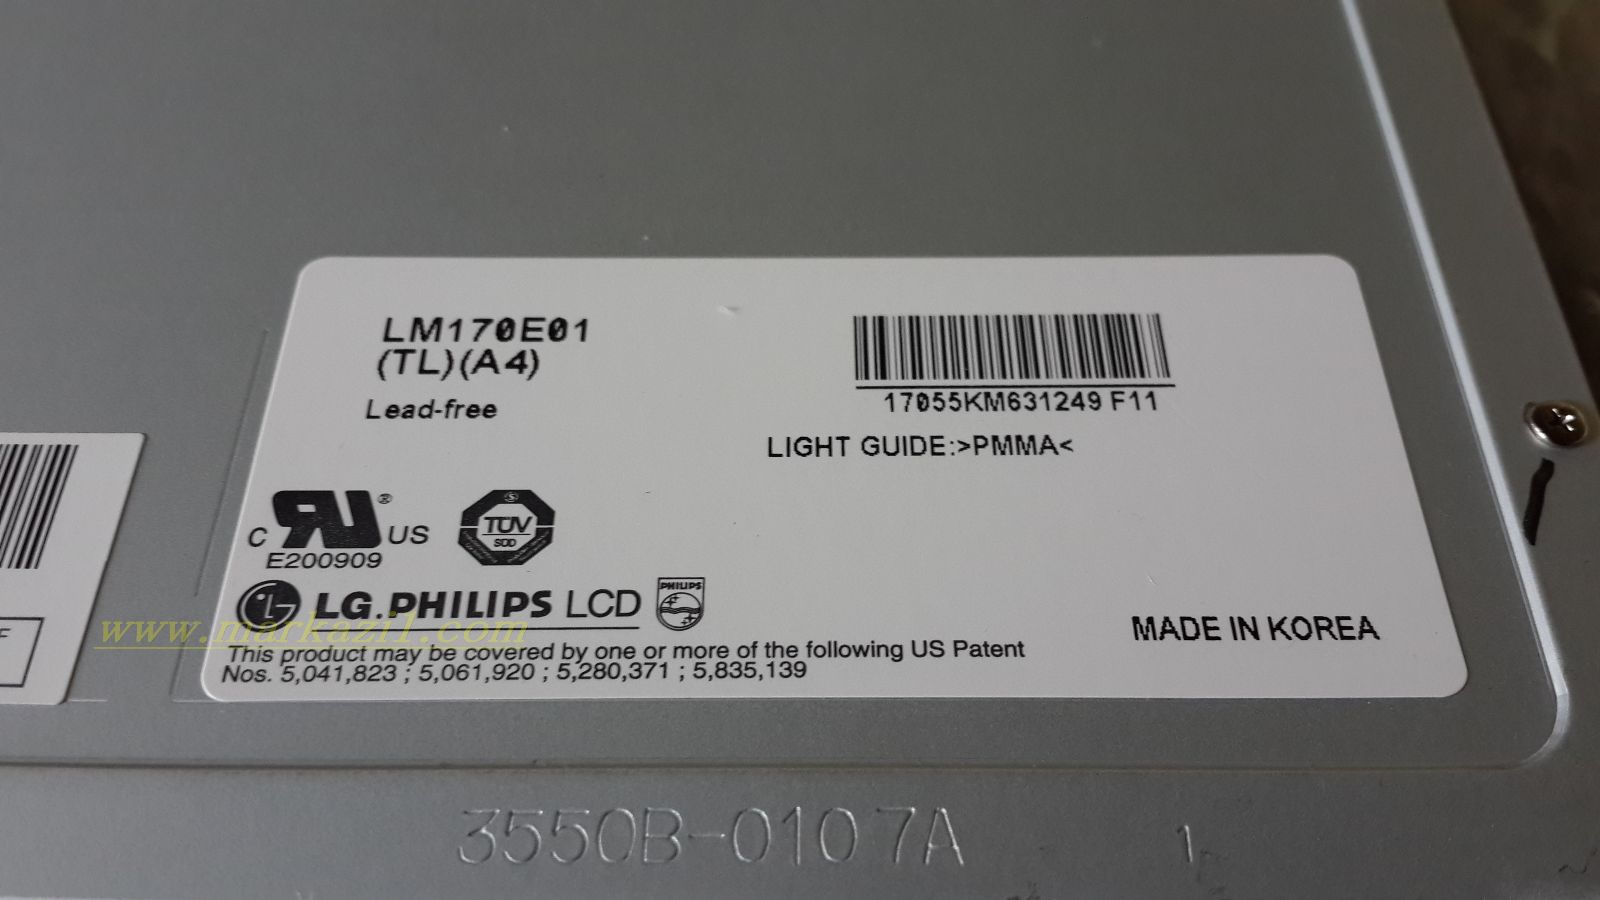 LM170E01
(TL)(A4)
Lead-free
17055KM631249 F11
LIGHT GUIDE:>PMMA<
C RU® US
E200909
S
TÜV
LG.PHILIPS LCD
PHILIPS
This product may be covered by one or more of the following US Patent
Nos. 5,041,823 ; 5,061,920 ; 5,280,371 ; 5,835,139
MADE IN KOREA
www.markazi1.com
3550B-0107A
1